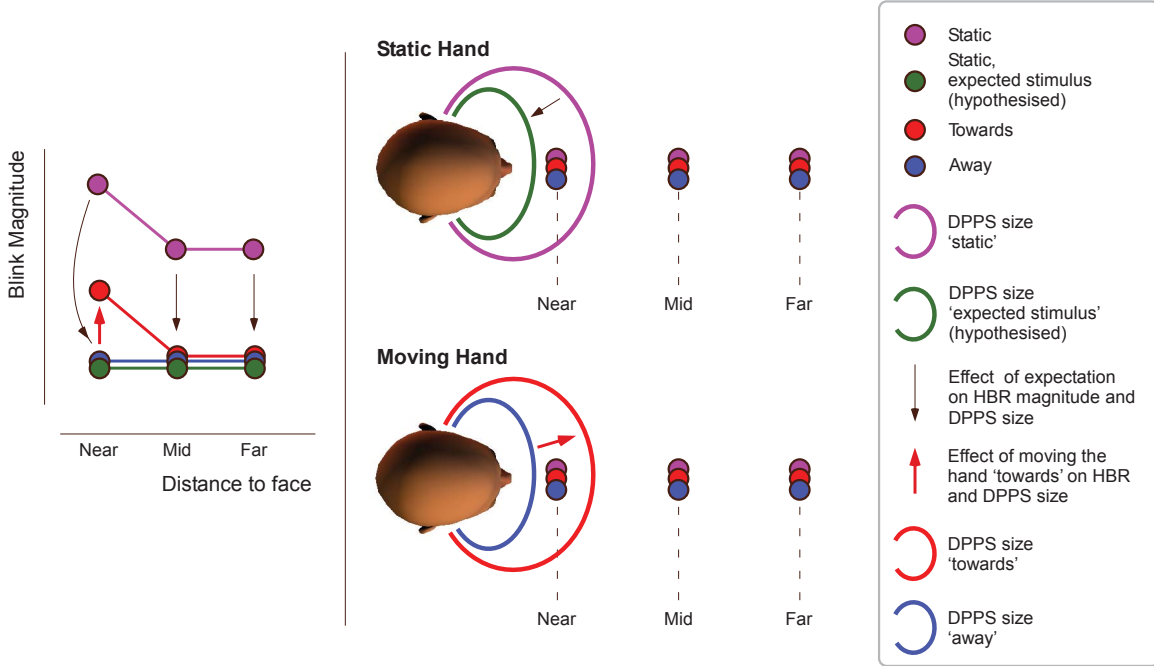 Blink Magnitude
Near
Mid
Far
Distance to face
Static Hand
Near
Mid
Far
Moving Hand
Near
Mid
Far
Static
Static,
expected stimulus
(hypothesised)
Towards
Away
DPPS size
‘static’
DPPS size
‘expected stimulus’
(hypothesised)
Effect of expectation
on HBR magnitude and
DPPS size
Effect of moving the
hand ‘towards’ on HBR
and DPPS size
DPPS size
‘towards’
DPPS size
‘away’